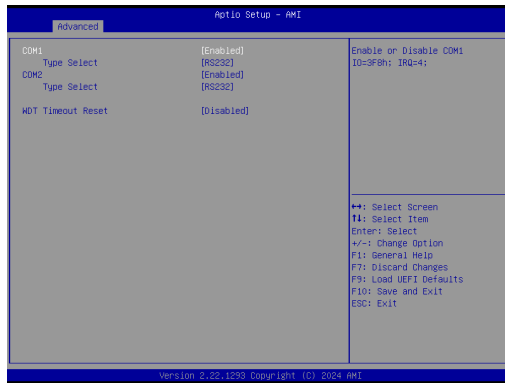 Aptio Setup - AMI
Advanced
COM1 [Enabled]
Type Select [RS232]
COM2 [Enabled]
Type Select [RS232]
WDT Timeout Reset [Disabled]
Enable or Disable COM1
IO=3F8h; IRQ=4;
↔: Select Screen
↑↓: Select Item
Enter: Select
+/-: Change Option
F1: General Help
F7: Discard Changes
F9: Load UEFI Defaults
F10: Save and Exit
ESC: Exit
Version 2.22.1293 Copyright (C) 2024 AMI